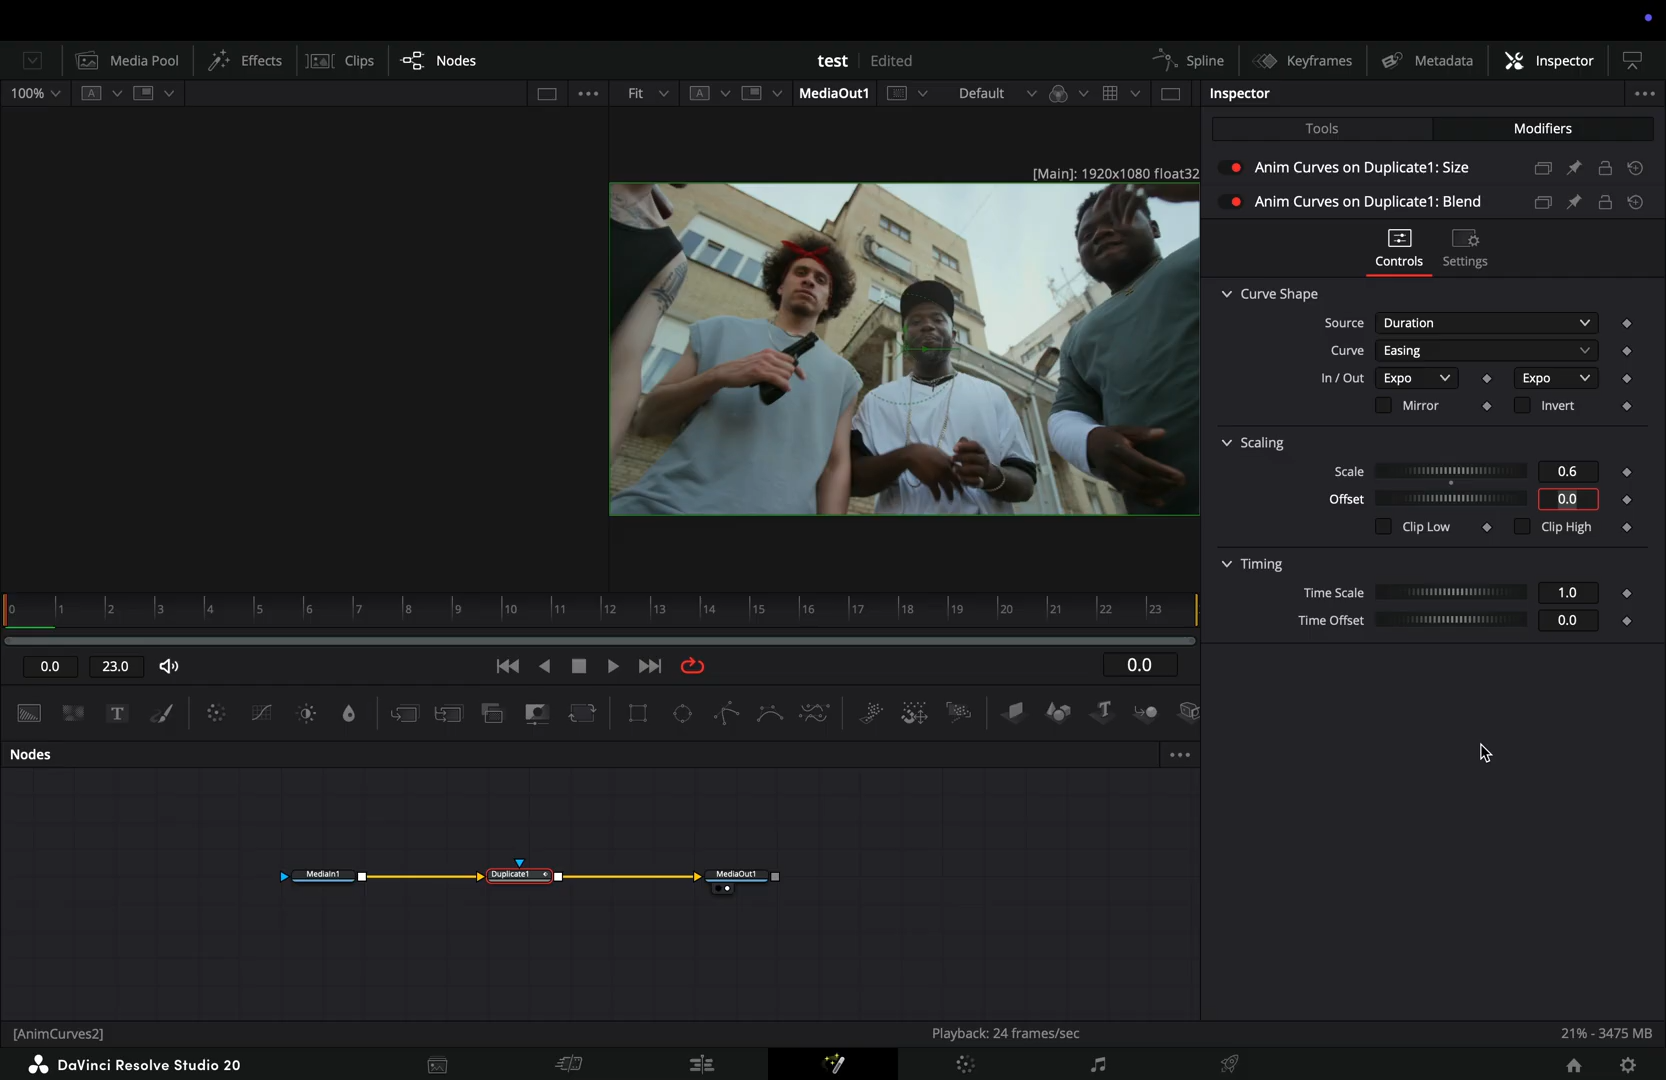 Media Pool
Effects
Clips
Nodes
test
Edited
Spline
Keyframes
Metadata
Inspector
100%
A
Fit
A
MediaOut1
Default
Inspector
Tools
Modifiers
[Main]: 1920x1080 float32
Anim Curves on Duplicate1: Size
Anim Curves on Duplicate1: Blend
Controls
Settings
Curve Shape
Source
Duration
Curve
Easing
In / Out
Expo
Expo
Mirror
Invert
Scaling
Scale
0.6
Offset
0.0
Clip Low
Clip High
Timing
Time Scale
1.0
Time Offset
0.0
0 1 2 3 4 5 6 7 8 9 10 11 12 13 14 15 16 17 18 19 20 21 22 23
0.0
23.0
0.0
T
T
Nodes
MediaIn1
Duplicate1
MediaOut1
[AnimCurves2]
Playback: 24 frames/sec
21% - 3475 MB
DaVinci Resolve Studio 20